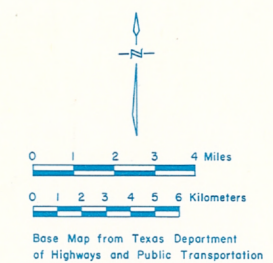 N
0 1 2 3 4 Miles
0 1 2 3 4 5 6 Kilometers
Base Map from Texas Department
of Highways and Public Transportation